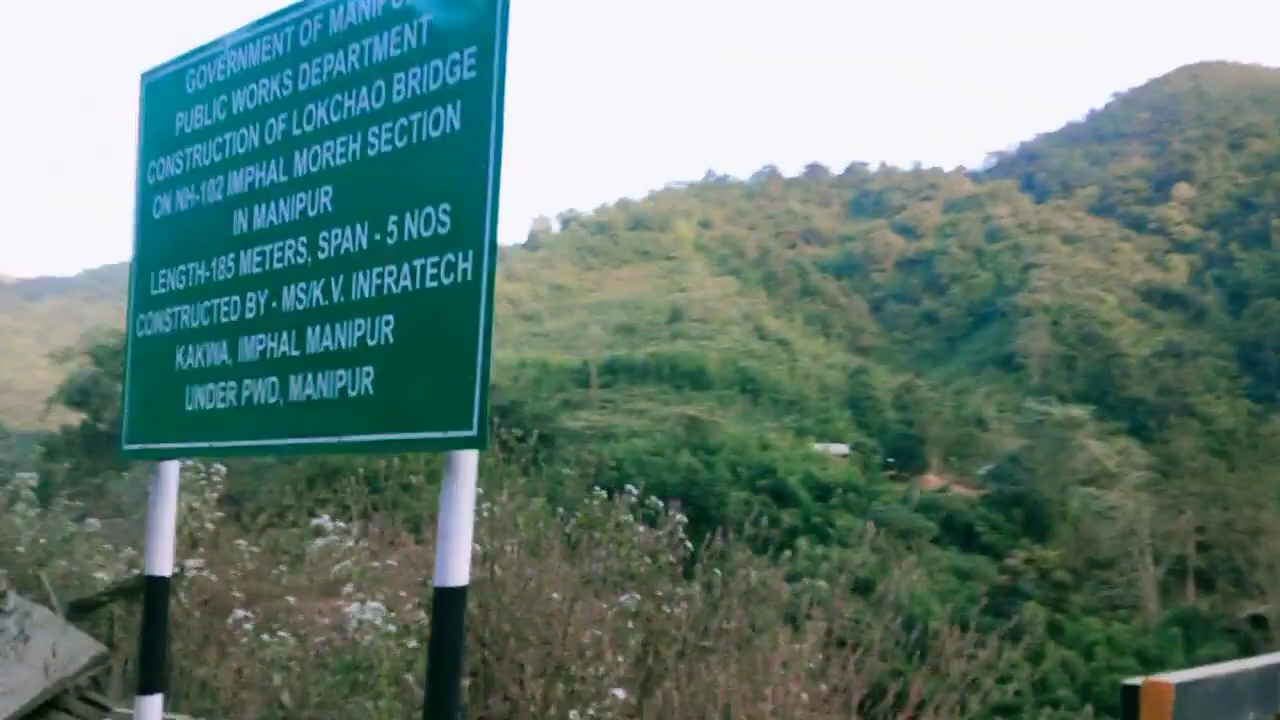 GOVERNMENT OF MANIPUR
PUBLIC WORKS DEPARTMENT
CONSTRUCTION OF LOKCHAO BRIDGE
ON NH-102 IMPHAL MOREH SECTION
IN MANIPUR
LENGTH-185 METERS, SPAN - 5 NOS
CONSTRUCTED BY - MS/K.V. INFRATECH
KAKWA, IMPHAL MANIPUR
UNDER PWD, MANIPUR